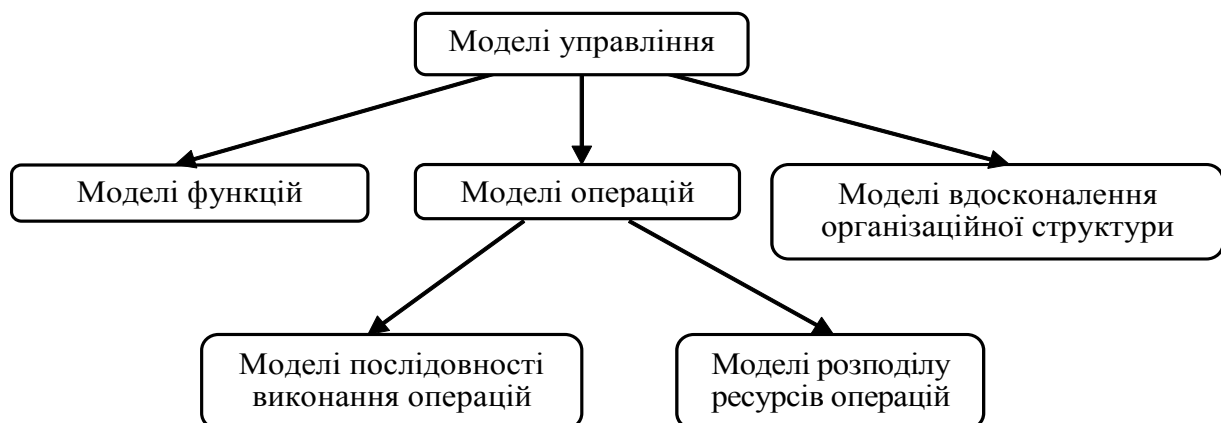 Моделі управління
Моделі функцій
Моделі операцій
Моделі вдосконалення
організаційної структури
Моделі послідовності
виконання операцій
Моделі розподілу
ресурсів операцій